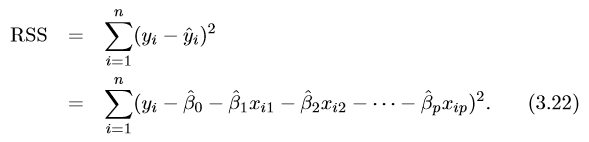 RSS = \sum_{i=1}^{n} (y_i - \hat{y}_i)^2
= \sum_{i=1}^{n} (y_i - \hat{\beta}_0 - \hat{\beta}_1 x_{i1} - \hat{\beta}_2 x_{i2} - \cdots - \hat{\beta}_p x_{ip})^2. (3.22)